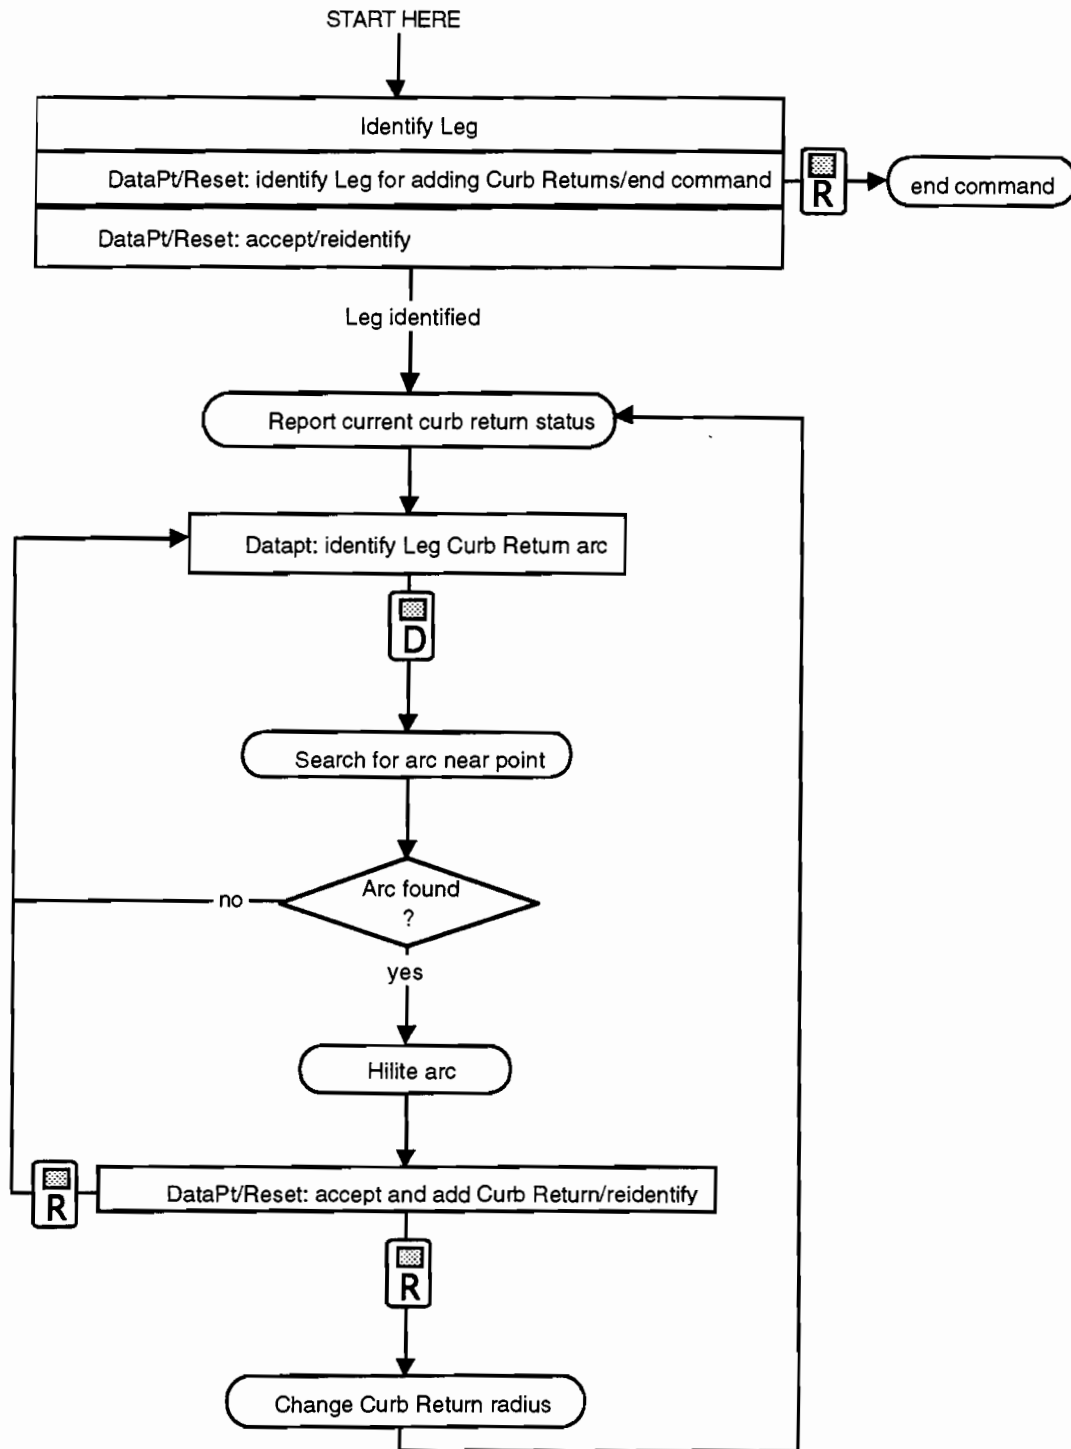 START HERE
Identify Leg
DataPt/Reset: identify Leg for adding Curb Returns/end command
R
end command
DataPt/Reset: accept/reidentify
Leg identified
Report current curb return status
Datapt: identify Leg Curb Return arc
D
Search for arc near point
Arc found
?
no
yes
Hilite arc
R
DataPt/Reset: accept and add Curb Return/reidentify
R
Change Curb Return radius